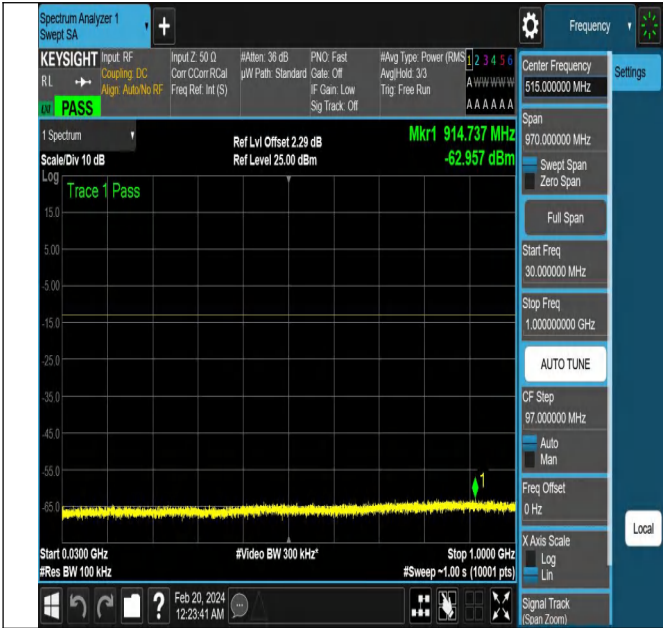 Spectrum Analyzer 1
Swept SA
+
Frequency
KEYSIGHT
RL
PASS
Input: RF
Coupling: DC
Align: Auto/No RF
Input Z: 50 Ω
Corr CCorr RCal
Freq Ref: Int (S)
#Atten: 36 dB
µW Path: Standard
PNO: Fast
Gate: Off
IF Gain: Low
Sig Track: Off
#Avg Type: Power (RMS
Avg|Hold: 3/3
Trig: Free Run
1 2 3 4 5 6
A W W W W W
A A A A A A
1 Spectrum
Scale/Div 10 dB
Log
Ref Lvl Offset 2.29 dB
Ref Level 25.00 dBm
Mkr1 914.737 MHz
-62.957 dBm
Trace 1 Pass
15.0
5.00
-5.00
-15.0
-25.0
-35.0
-45.0
-55.0
-65.0
1
Start 0.0300 GHz
#Res BW 100 kHz
#Video BW 300 kHz*
Stop 1.0000 GHz
#Sweep ~1.00 s (10001 pts)
?
Feb 20, 2024
12:23:41 AM
Center Frequency
515.000000 MHz
Span
970.000000 MHz
Swept Span
Zero Span
Full Span
Start Freq
30.000000 MHz
Stop Freq
1.000000000 GHz
AUTO TUNE
CF Step
97.000000 MHz
Auto
Man
Freq Offset
0 Hz
X Axis Scale
Log
Lin
Signal Track
(Span Zoom)
Settings
Local